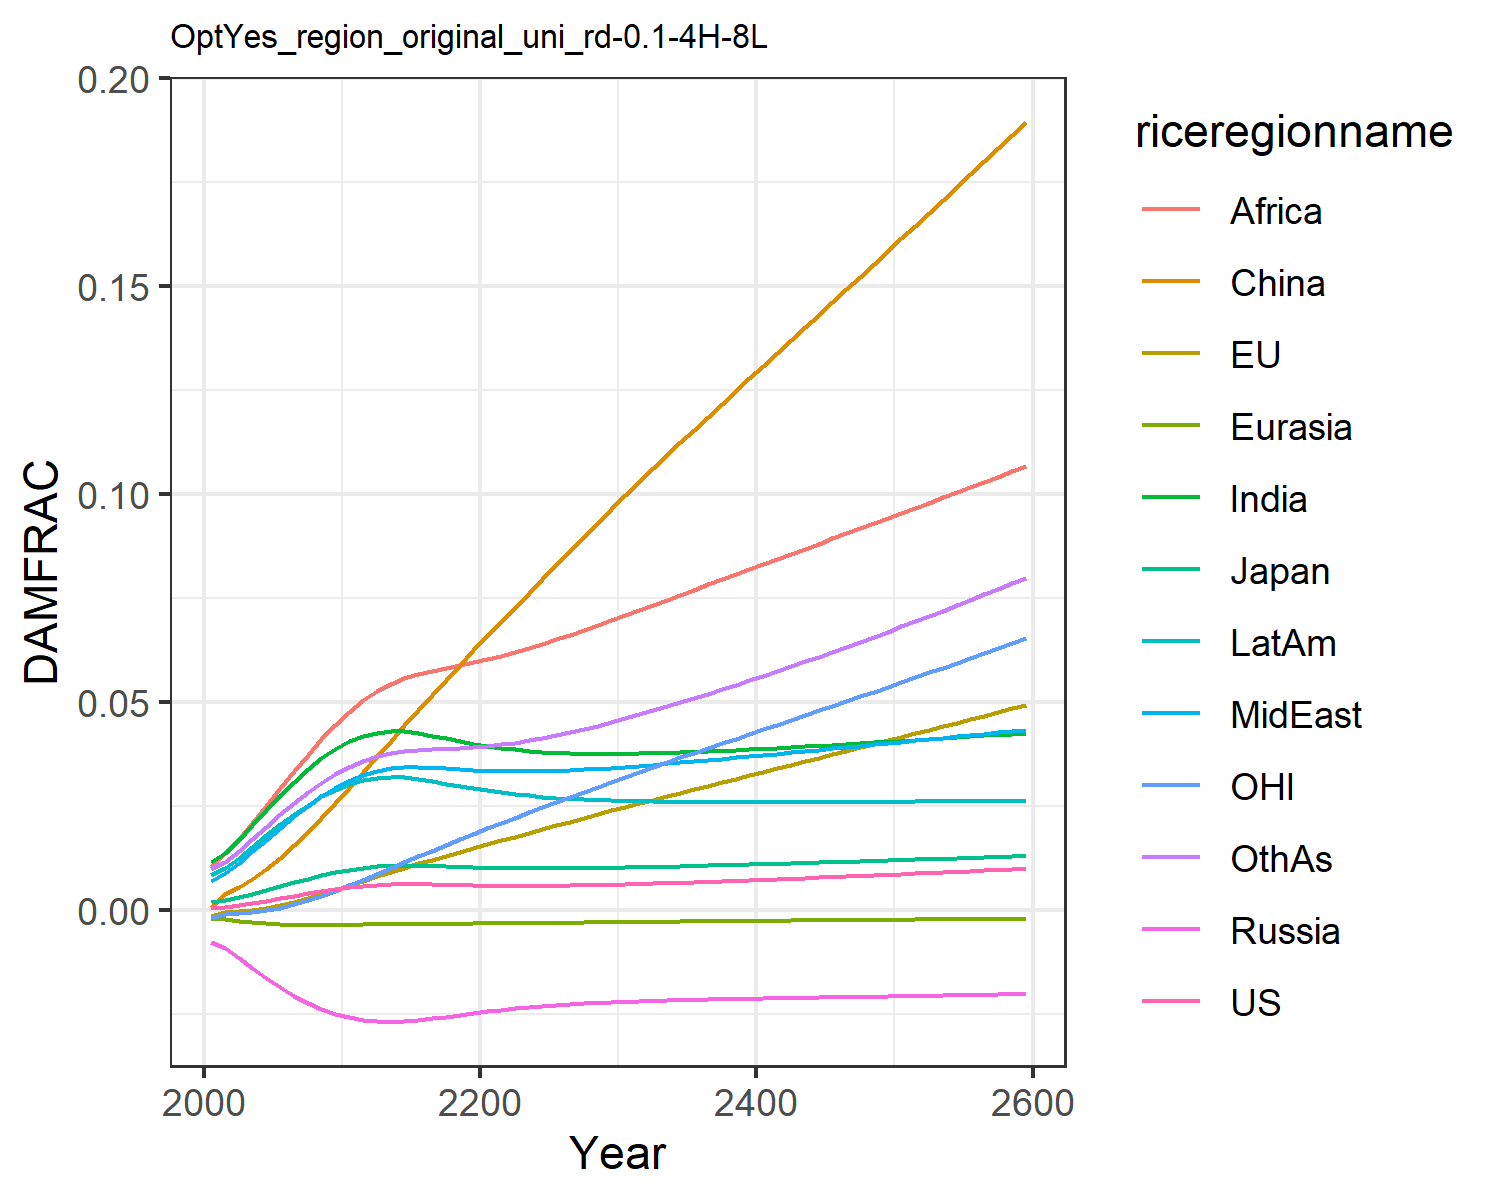 OptYes_region_original_uni_rd-0.1-4H-8L
0.20
0.15
0.10
0.05
0.00
DAMFRAC
2000 2200 2400 2600
Year
riceregionname
Africa
China
EU
Eurasia
India
Japan
LatAm
MidEast
OHI
OthAs
Russia
US